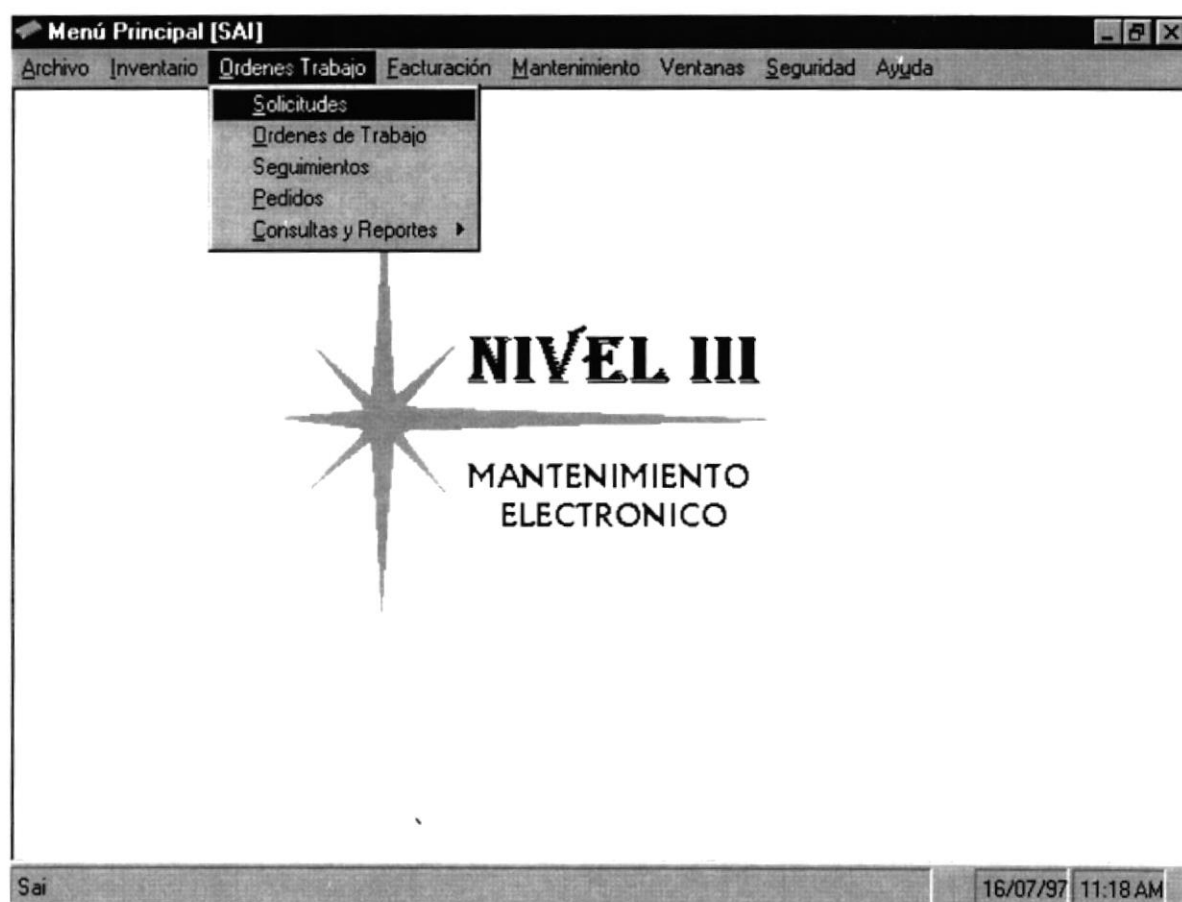 Menú Principal [SAI]
Archivo Inventario Ordenes Trabajo Facturación Mantenimiento Ventanas Seguridad Ayuda
Solicitudes
Ordenes de Trabajo
Seguimientos
Pedidos
Consultas y Reportes
NIVEL III
MANTENIMIENTO
ELECTRONICO
Sai 16/07/97 11:18 AM